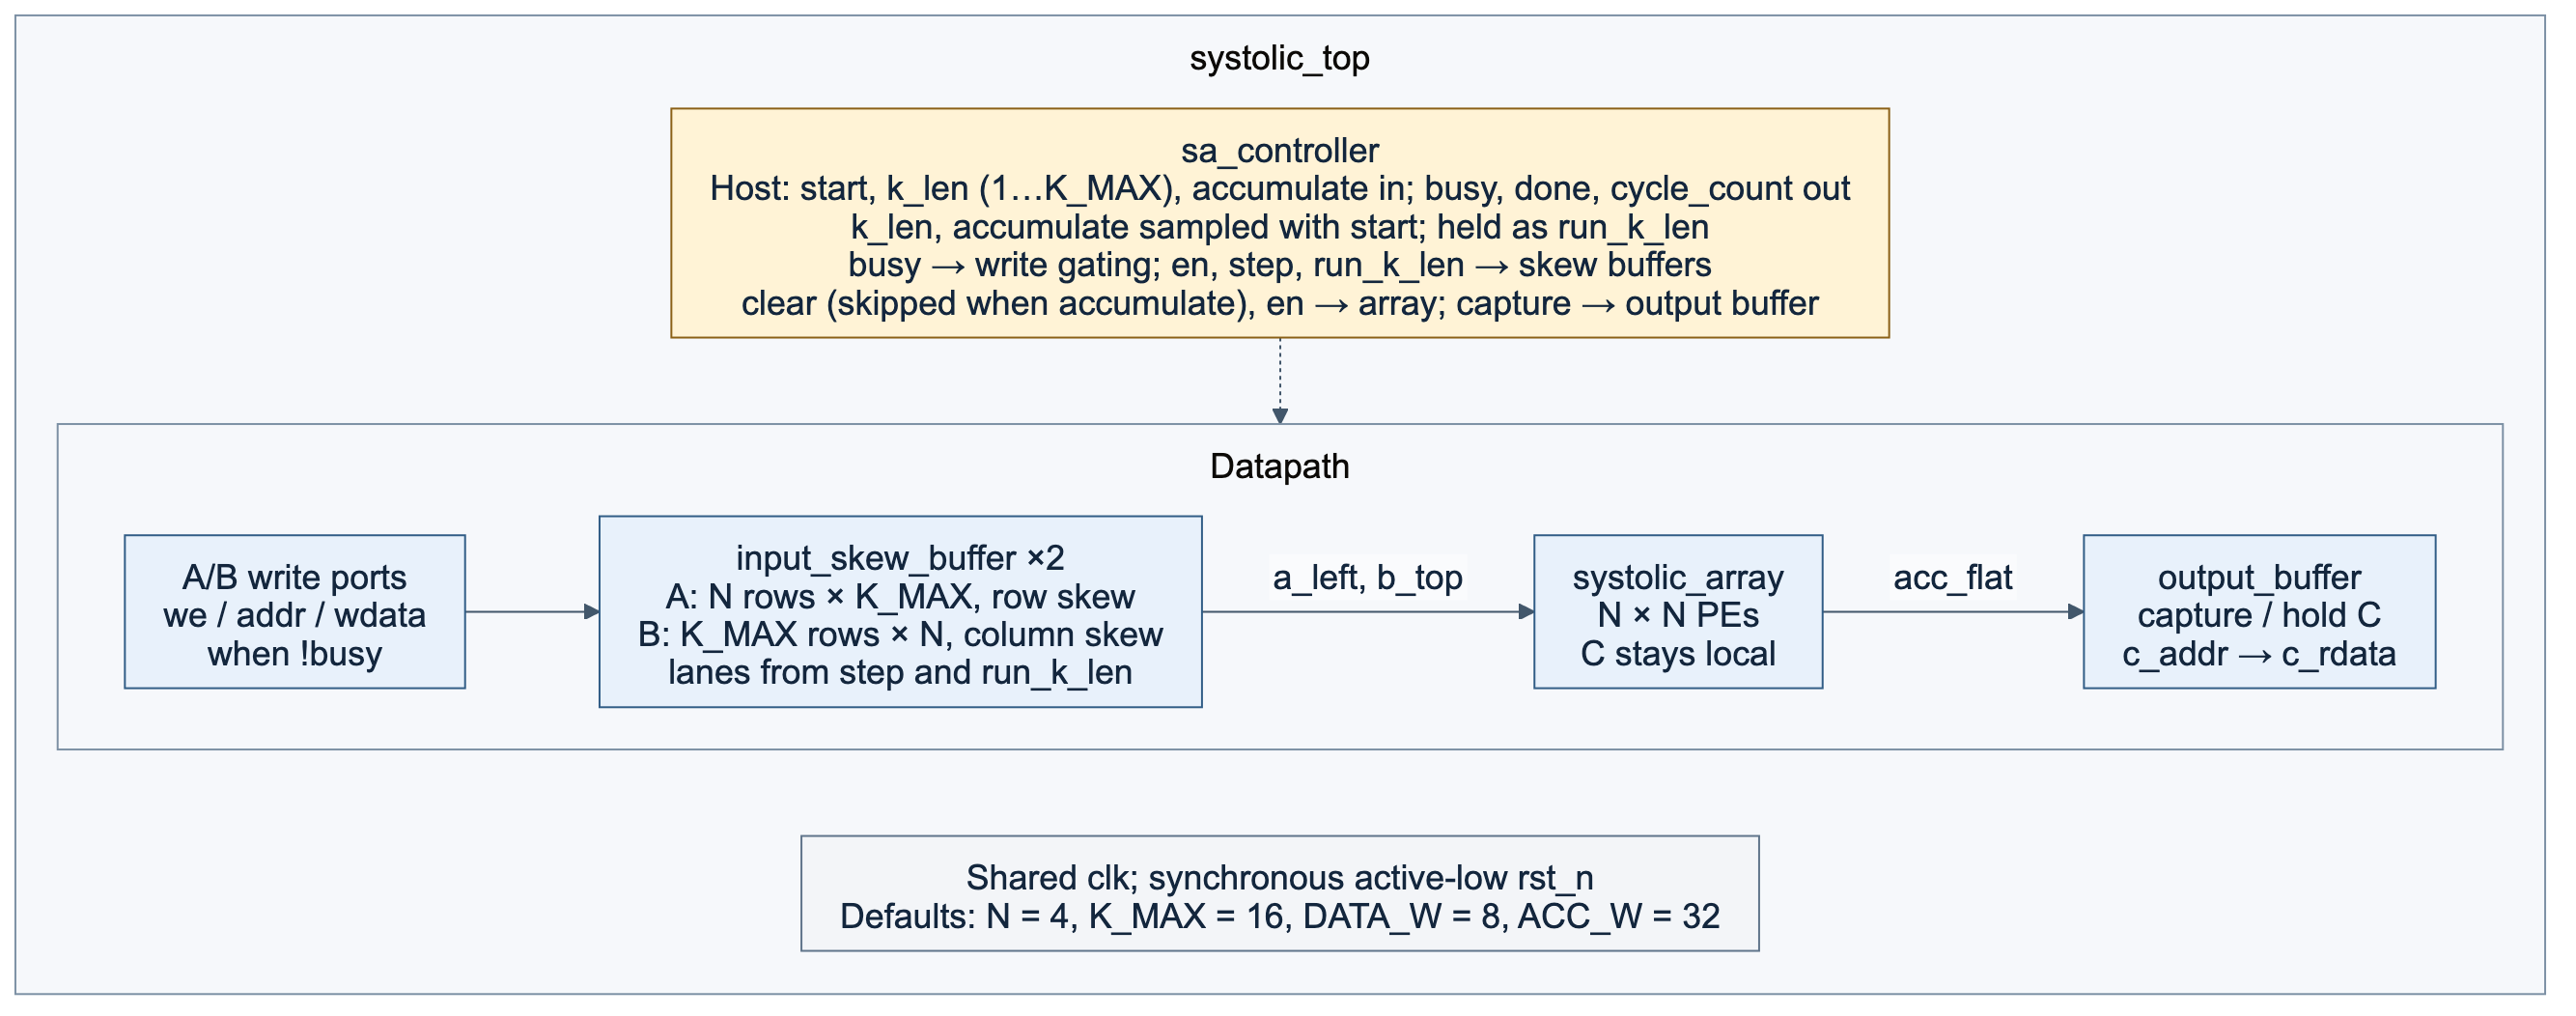 systolic_top
sa_controller
Host: start, k_len (1…K_MAX), accumulate in; busy, done, cycle_count out
k_len, accumulate sampled with start; held as run_k_len
busy → write gating; en, step, run_k_len → skew buffers
clear (skipped when accumulate), en → array; capture → output buffer
Datapath
A/B write ports
we / addr / wdata
when !busy
input_skew_buffer ×2
A: N rows × K_MAX, row skew
B: K_MAX rows × N, column skew
lanes from step and run_k_len
a_left, b_top
systolic_array
N × N PEs
C stays local
acc_flat
output_buffer
capture / hold C
c_addr → c_rdata
Shared clk; synchronous active-low rst_n
Defaults: N = 4, K_MAX = 16, DATA_W = 8, ACC_W = 32